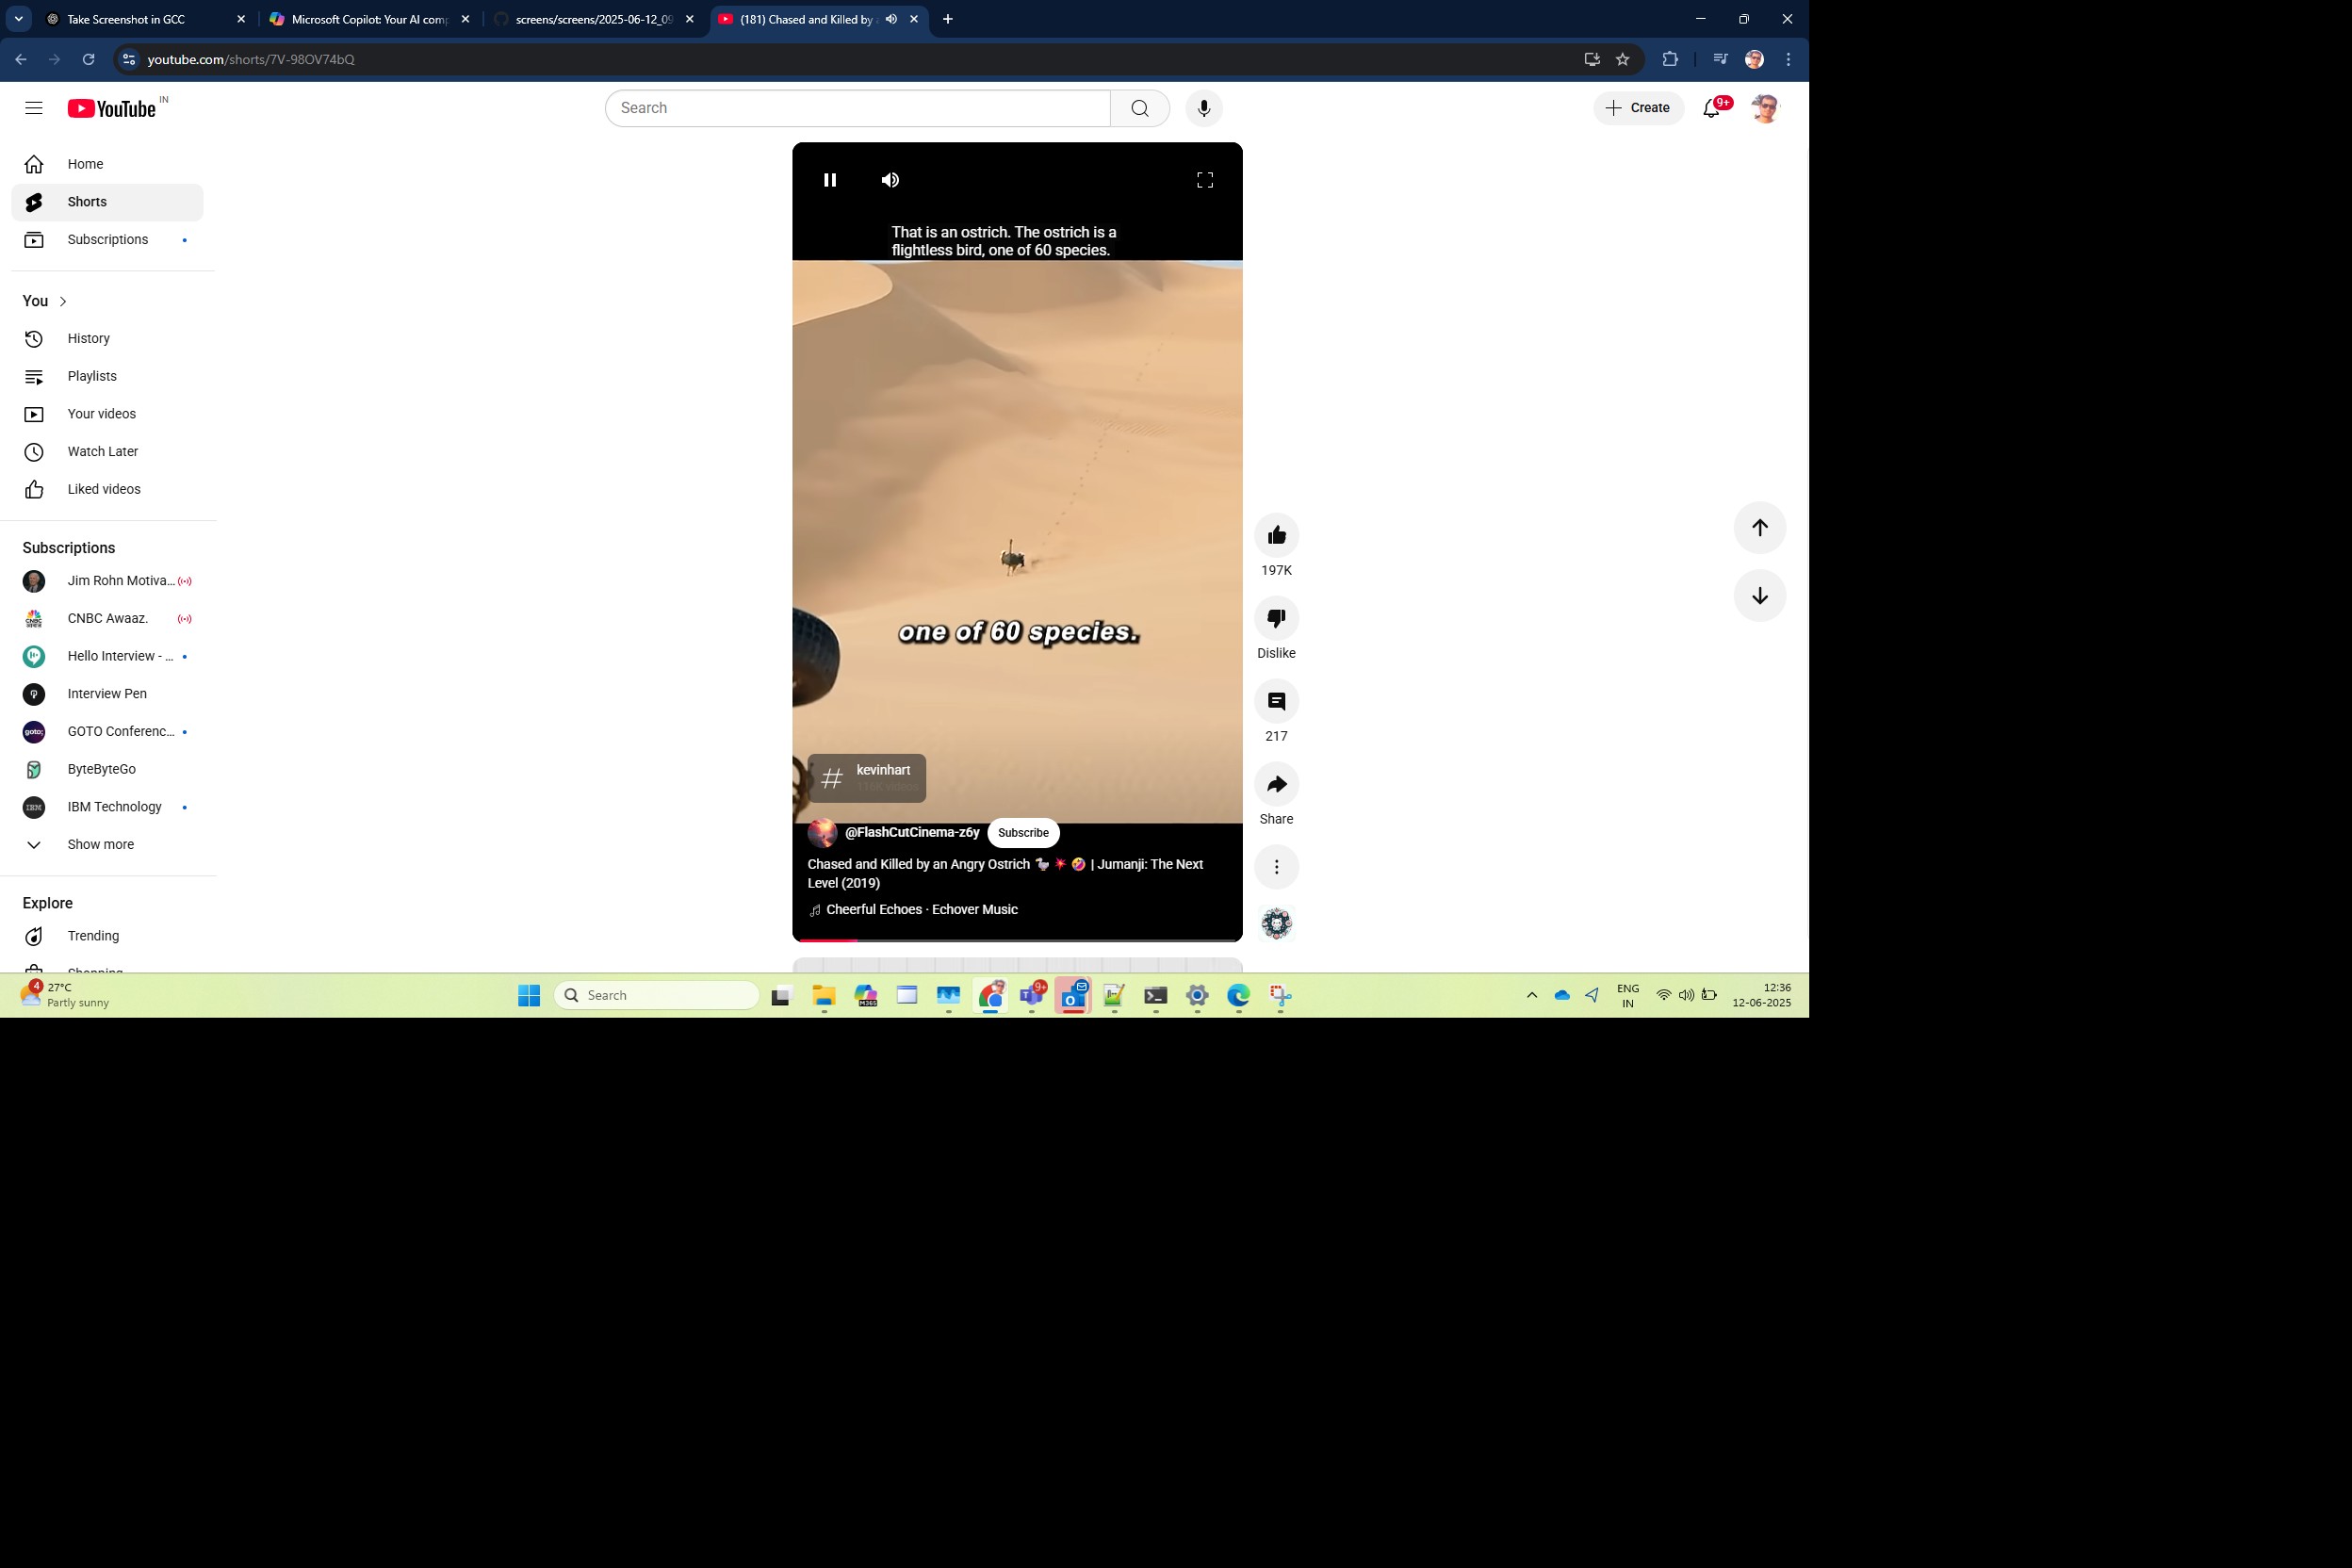 Take Screenshot in GCC
Microsoft Copilot: Your AI com
screens/screens/2025-06-12_09
(181) Chased and Killed by
youtube.com/shorts/7V-98OV74bQ
YouTube IN
Search
Create
9+
Home
Shorts
Subscriptions
You
History
Playlists
Your videos
Watch Later
Liked videos
Subscriptions
Jim Rohn Motiva...
CNBC Awaaz.
Hello Interview - ...
Interview Pen
GOTO Conferenc...
ByteByteGo
IBM Technology
Show more
Explore
Trending
Shopping
That is an ostrich. The ostrich is a
flightless bird, one of 60 species.
one of 60 species.
# kevinhart
@FlashCutCinema-z6y
Subscribe
Chased and Killed by an Angry Ostrich | Jumanji: The Next
Level (2019)
Cheerful Echoes · Echover Music
197K
Dislike
217
Share
4
27°C
Partly sunny
Search
M365
9+
ENG
IN
12:36
12-06-2025